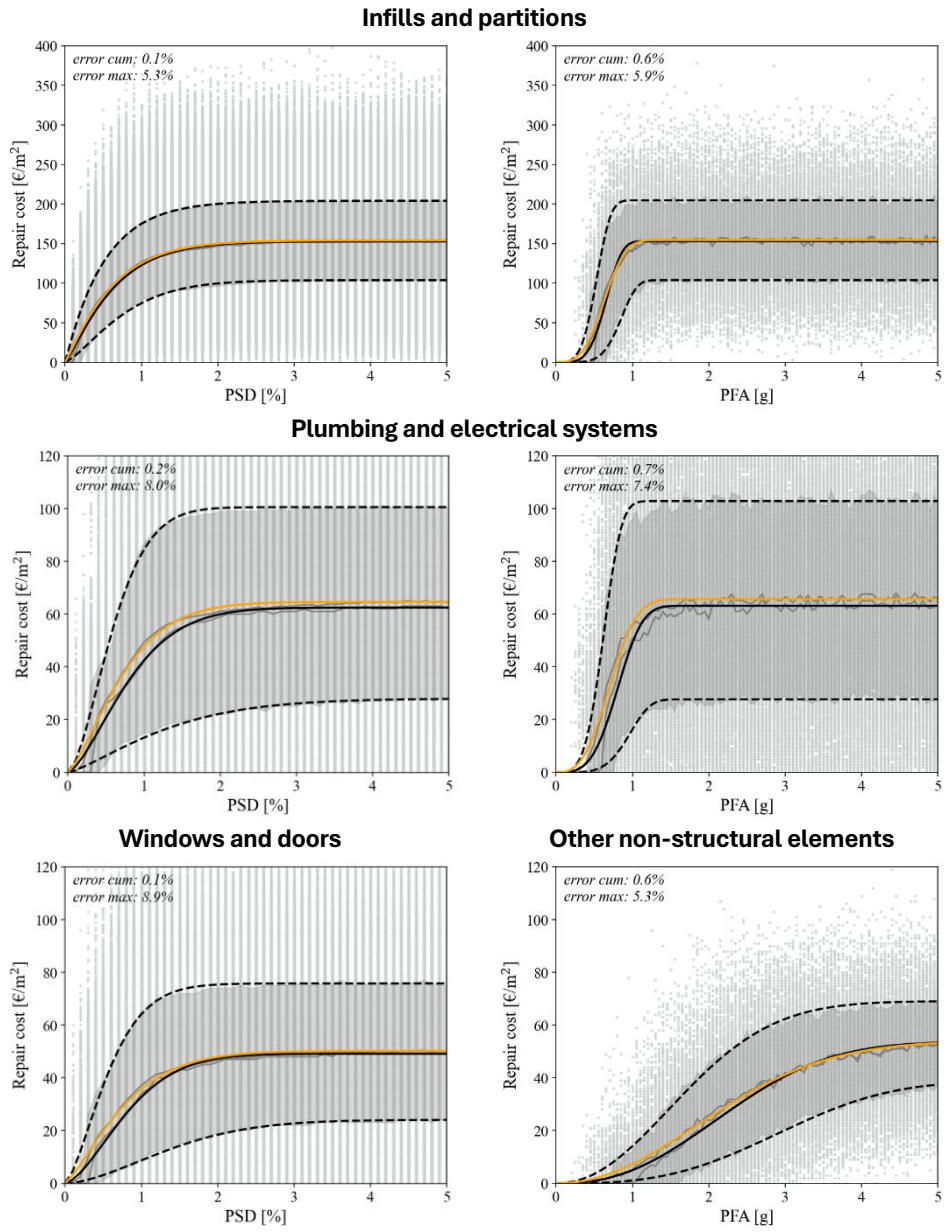 Infills and partitions
error cum: 0.1%
error max: 5.3%
400
350
300
250
200
150
100
50
0
Repair cost [€/m²]
0 1 2 3 4 5
PSD [%]
error cum: 0.6%
error max: 5.9%
400
350
300
250
200
150
100
50
0
Repair cost [€/m²]
0 1 2 3 4 5
PFA [g]
Plumbing and electrical systems
error cum: 0.2%
error max: 8.0%
120
100
80
60
40
20
0
Repair cost [€/m²]
0 1 2 3 4 5
PSD [%]
error cum: 0.7%
error max: 7.4%
120
100
80
60
40
20
0
Repair cost [€/m²]
0 1 2 3 4 5
PFA [g]
Windows and doors
error cum: 0.1%
error max: 8.9%
120
100
80
60
40
20
0
Repair cost [€/m²]
0 1 2 3 4 5
PSD [%]
Other non-structural elements
error cum: 0.6%
error max: 5.3%
120
100
80
60
40
20
0
Repair cost [€/m²]
0 1 2 3 4 5
PFA [g]